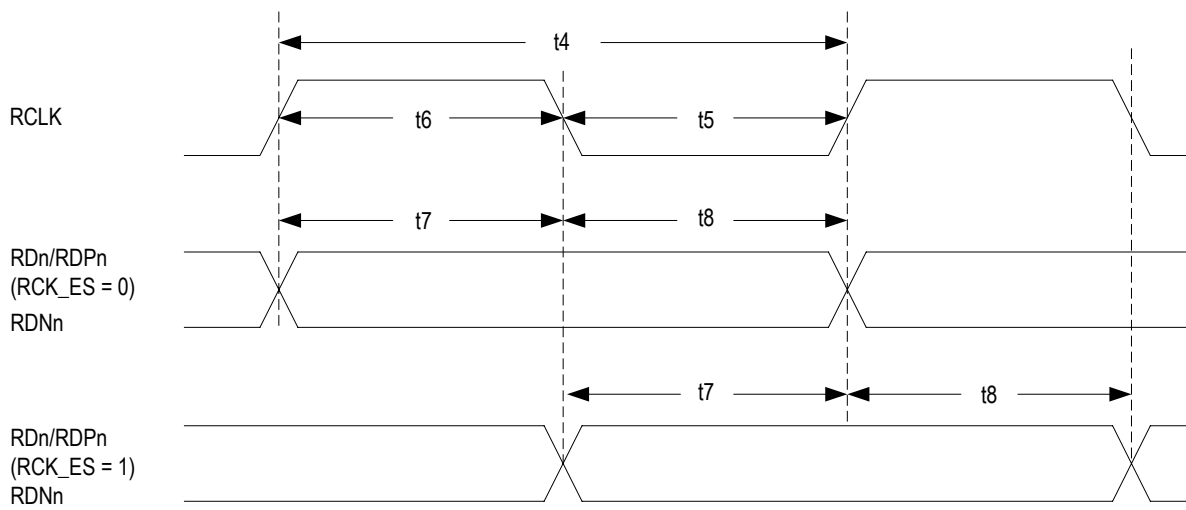 t4
RCLK
t6
t5
t7
t8
RDn/RDPn
(RCK_ES = 0)
RDNn
t7
t8
RDn/RDPn
(RCK_ES = 1)
RDNn